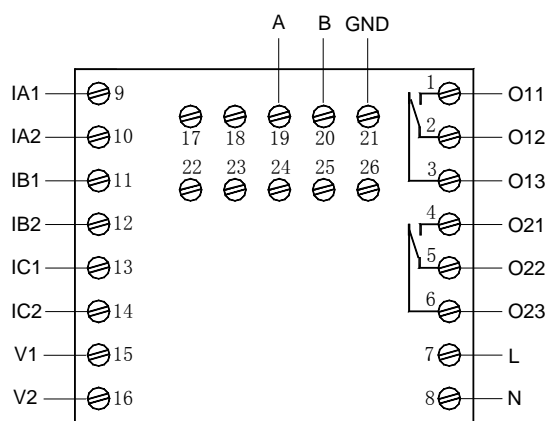 A B GND
IA1 9 1 O11
17 18 19 20 21
IA2 10 2 O12
22 23 24 25 26
IB1 11 3 O13
IB2 12 4 O21
IC1 13 5 O22
IC2 14 6 O23
V1 15 7 L
V2 16 8 N